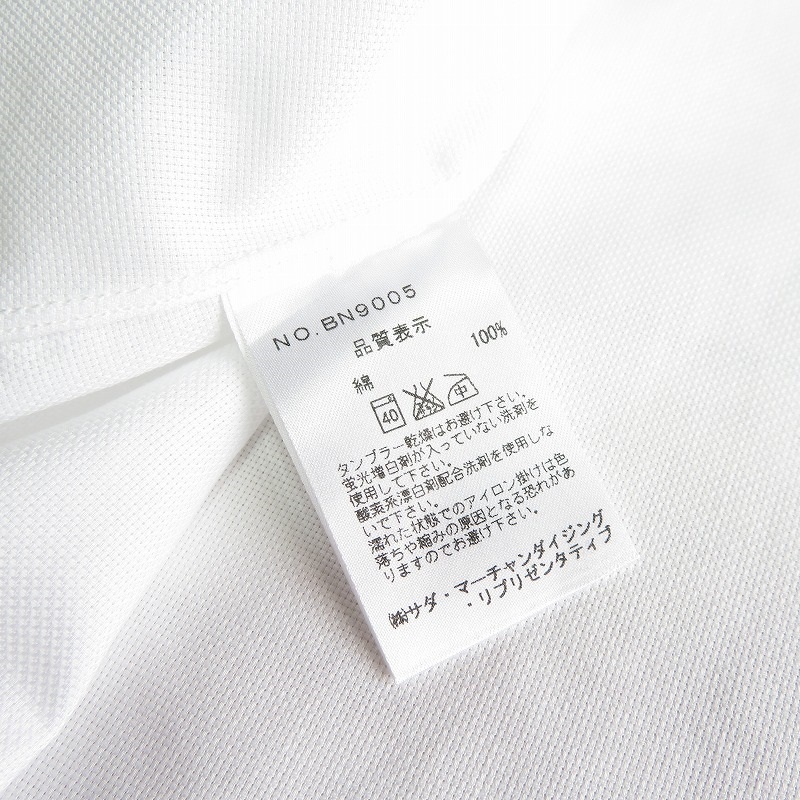 NO.BN9005
品質表示
綿 100%
40 中
タンブラー乾燥はお避け下さい。
蛍光増白剤が入っていない洗剤を
使用して下さい。
酸素系漂白剤配合洗剤を使用しな
いで下さい。
濡れた状態でのアイロン掛けは色
落ちや縮みの原因となる恐れがあ
りますのでお避け下さい。
㈱サダ・マーチャンダイジング
・リプリゼンタティブ